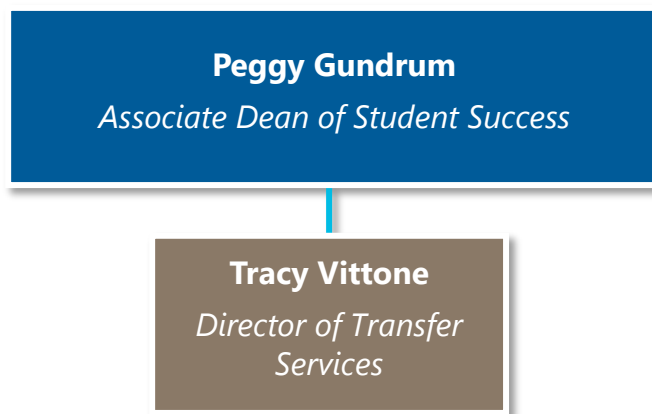 Peggy Gundrum
Associate Dean of Student Success
Tracy Vittone
Director of Transfer
Services